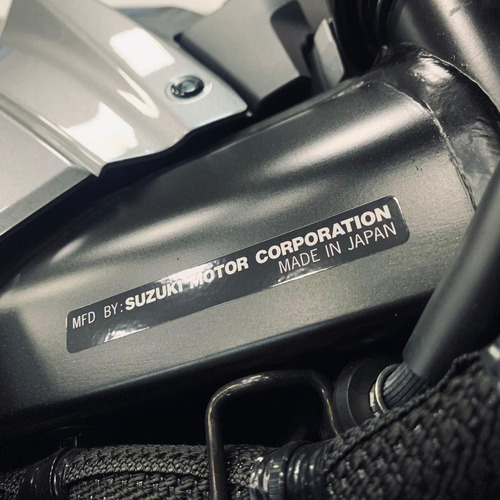 MFD BY: SUZUKI MOTOR CORPORATION
MADE IN JAPAN